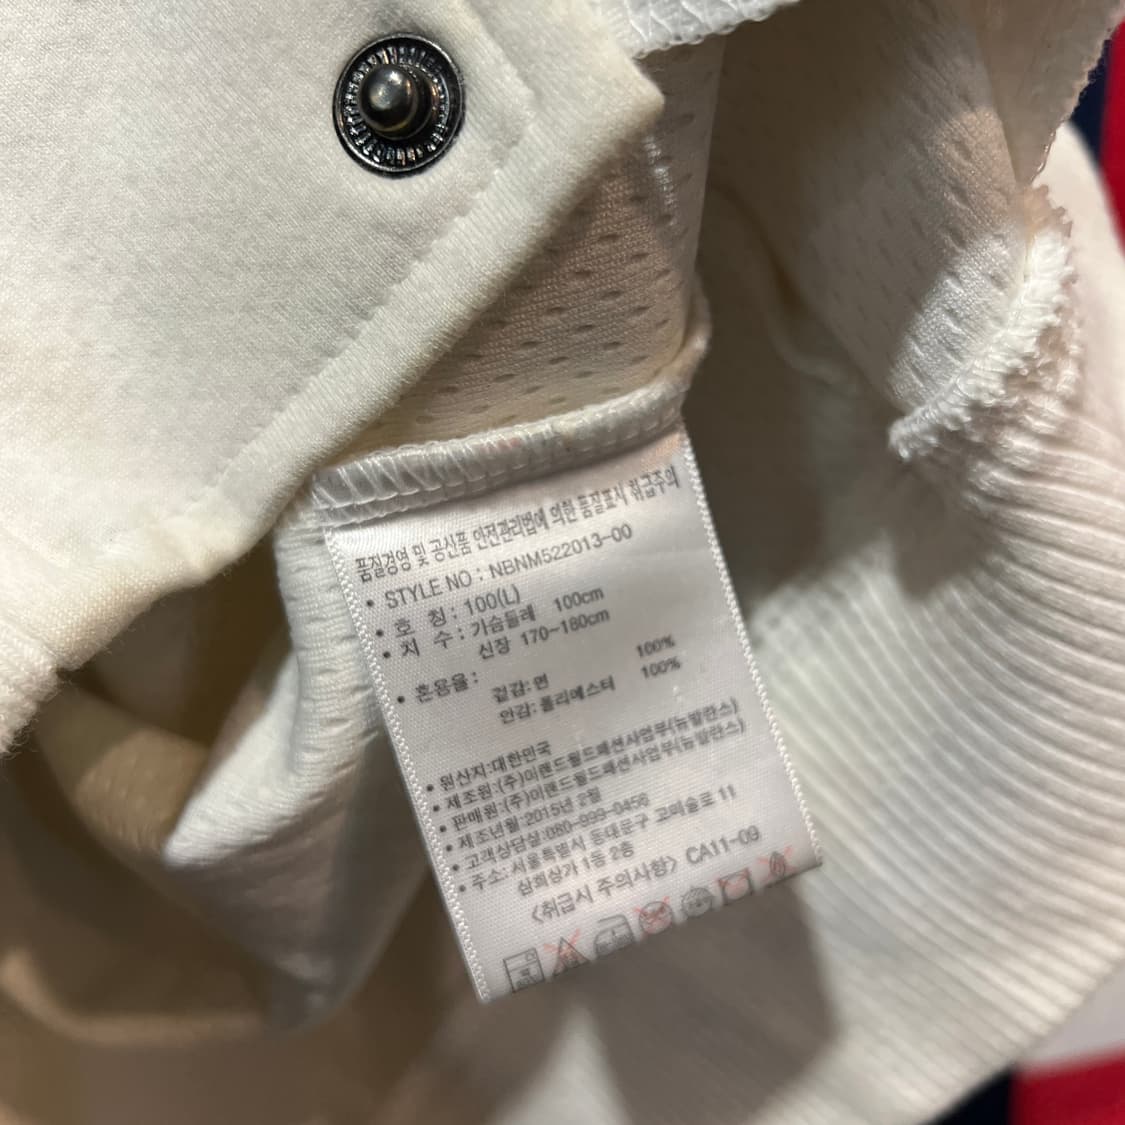 품질경영 및 공산품 안전관리법에 의한 품질표시 취급주의
• STYLE NO : NBNM522013-00
• 호 칭 : 100(L)
• 치 수 : 가슴둘레 100cm
신장 170~180cm
• 혼용율 :
겉감:면 100%
안감:폴리에스터 100%
• 원산지:대한민국
• 제조원:(주)이랜드월드패션사업부(뉴발란스)
• 판매원:(주)이랜드월드패션사업부(뉴발란스)
• 제조년월:2015년 2월
• 고객상담실:080-999-0456
• 주소: 서울특별시 동대문구 고미술로 11
삼희상가 1동 2층
<취급시 주의사항> CA11-09